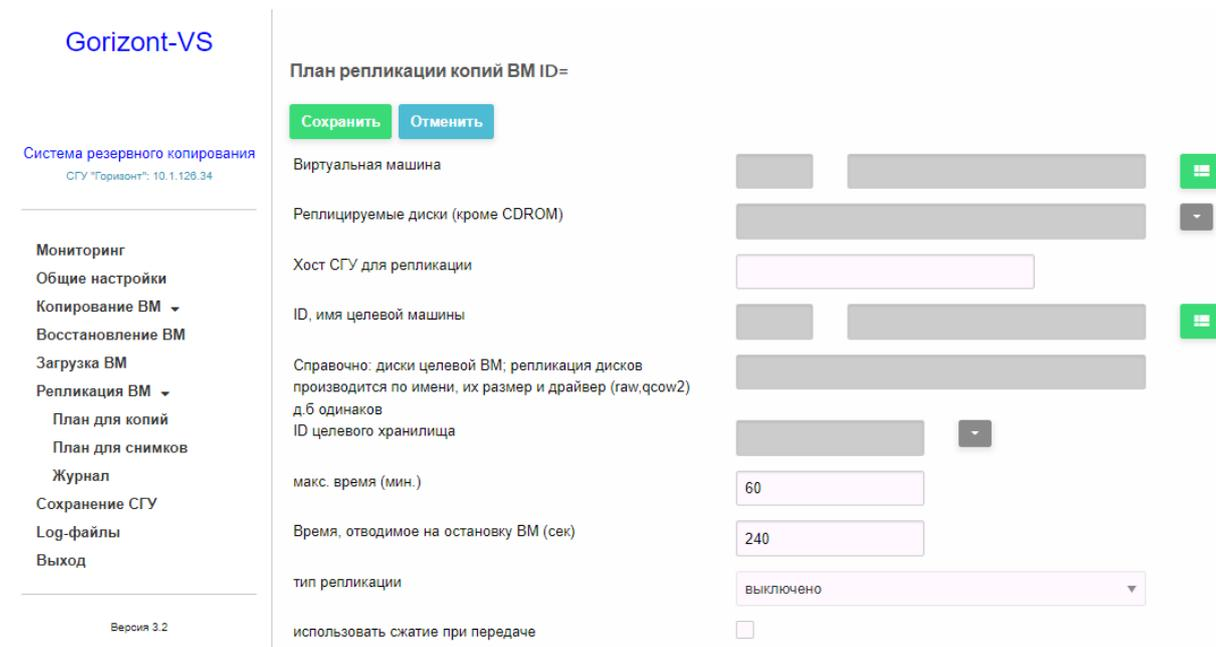 Gorizont-VS
Система резервного копирования
СГУ "Горизонт": 10.1.126.34
Мониторинг
Общие настройки
Копирование ВМ
Восстановление ВМ
Загрузка ВМ
Репликация ВМ
План для копий
План для снимков
Журнал
Сохранение СГУ
Log-файлы
Выход
Версия 3.2
План репликации копий ВМ ID=
Сохранить Отменить
Виртуальная машина
Реплицируемые диски (кроме CDROM)
Хост СГУ для репликации
ID, имя целевой машины
Справочно: диски целевой ВМ; репликация дисков
производится по имени, их размер и драйвер (raw,qcow2)
д.б одинаков
ID целевого хранилища
макс. время (мин.) 60
Время, отводимое на остановку ВМ (сек) 240
тип репликации выключено
использовать сжатие при передаче